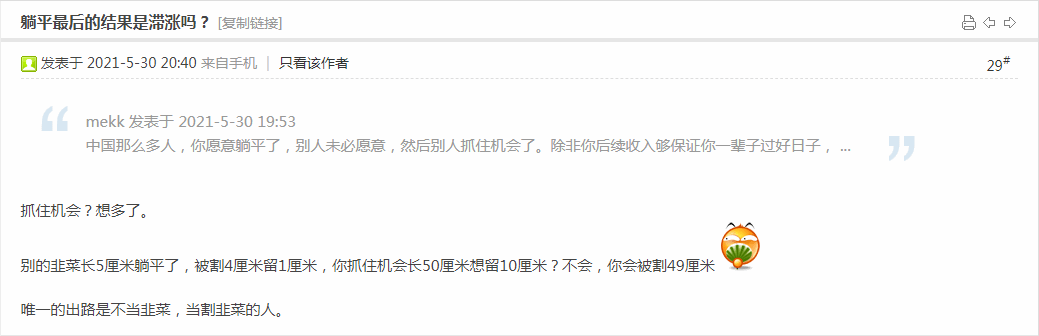 躺平最后的结果是滞涨吗？ [复制链接]
发表于 2021-5-30 20:40 来自手机 | 只看该作者 29#
mekk 发表于 2021-5-30 19:53
中国那么多人，你愿意躺平了，别人未必愿意，然后别人抓住机会了。除非你后续收入够保证你一辈子过好日子， ...
抓住机会？想多了。
别的韭菜长5厘米躺平了，被割4厘米留1厘米，你抓住机会长50厘米想留10厘米？不会，你会被割49厘米
唯一的出路是不当韭菜，当割韭菜的人。